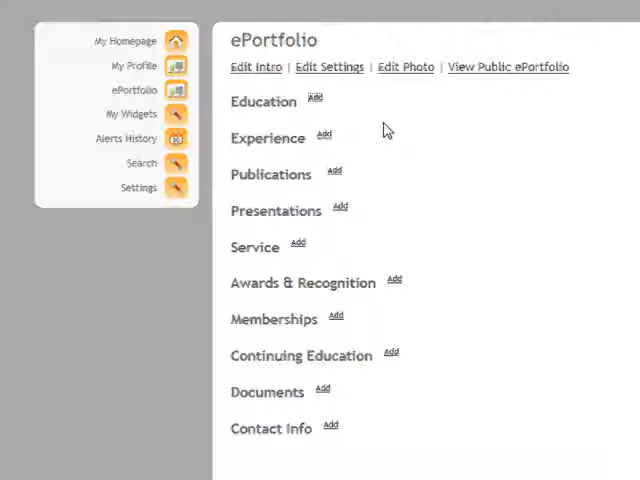 My Homepage
My Profile
ePortfolio
My Widgets
Alerts History
Search
Settings
ePortfolio
Edit Intro | Edit Settings | Edit Photo | View Public ePortfolio
Education Add
Experience Add
Publications Add
Presentations Add
Service Add
Awards & Recognition Add
Memberships Add
Continuing Education Add
Documents Add
Contact Info Add